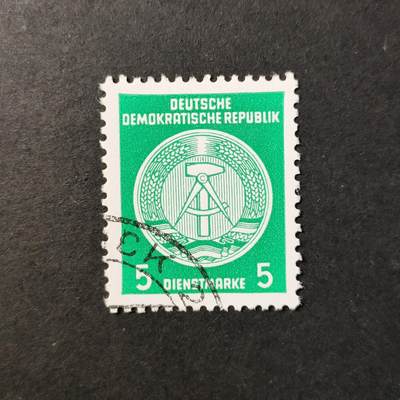 DEUTSCHE
DEMOKRATISCHE REPUBLIK
5 DIENSTMARKE 5